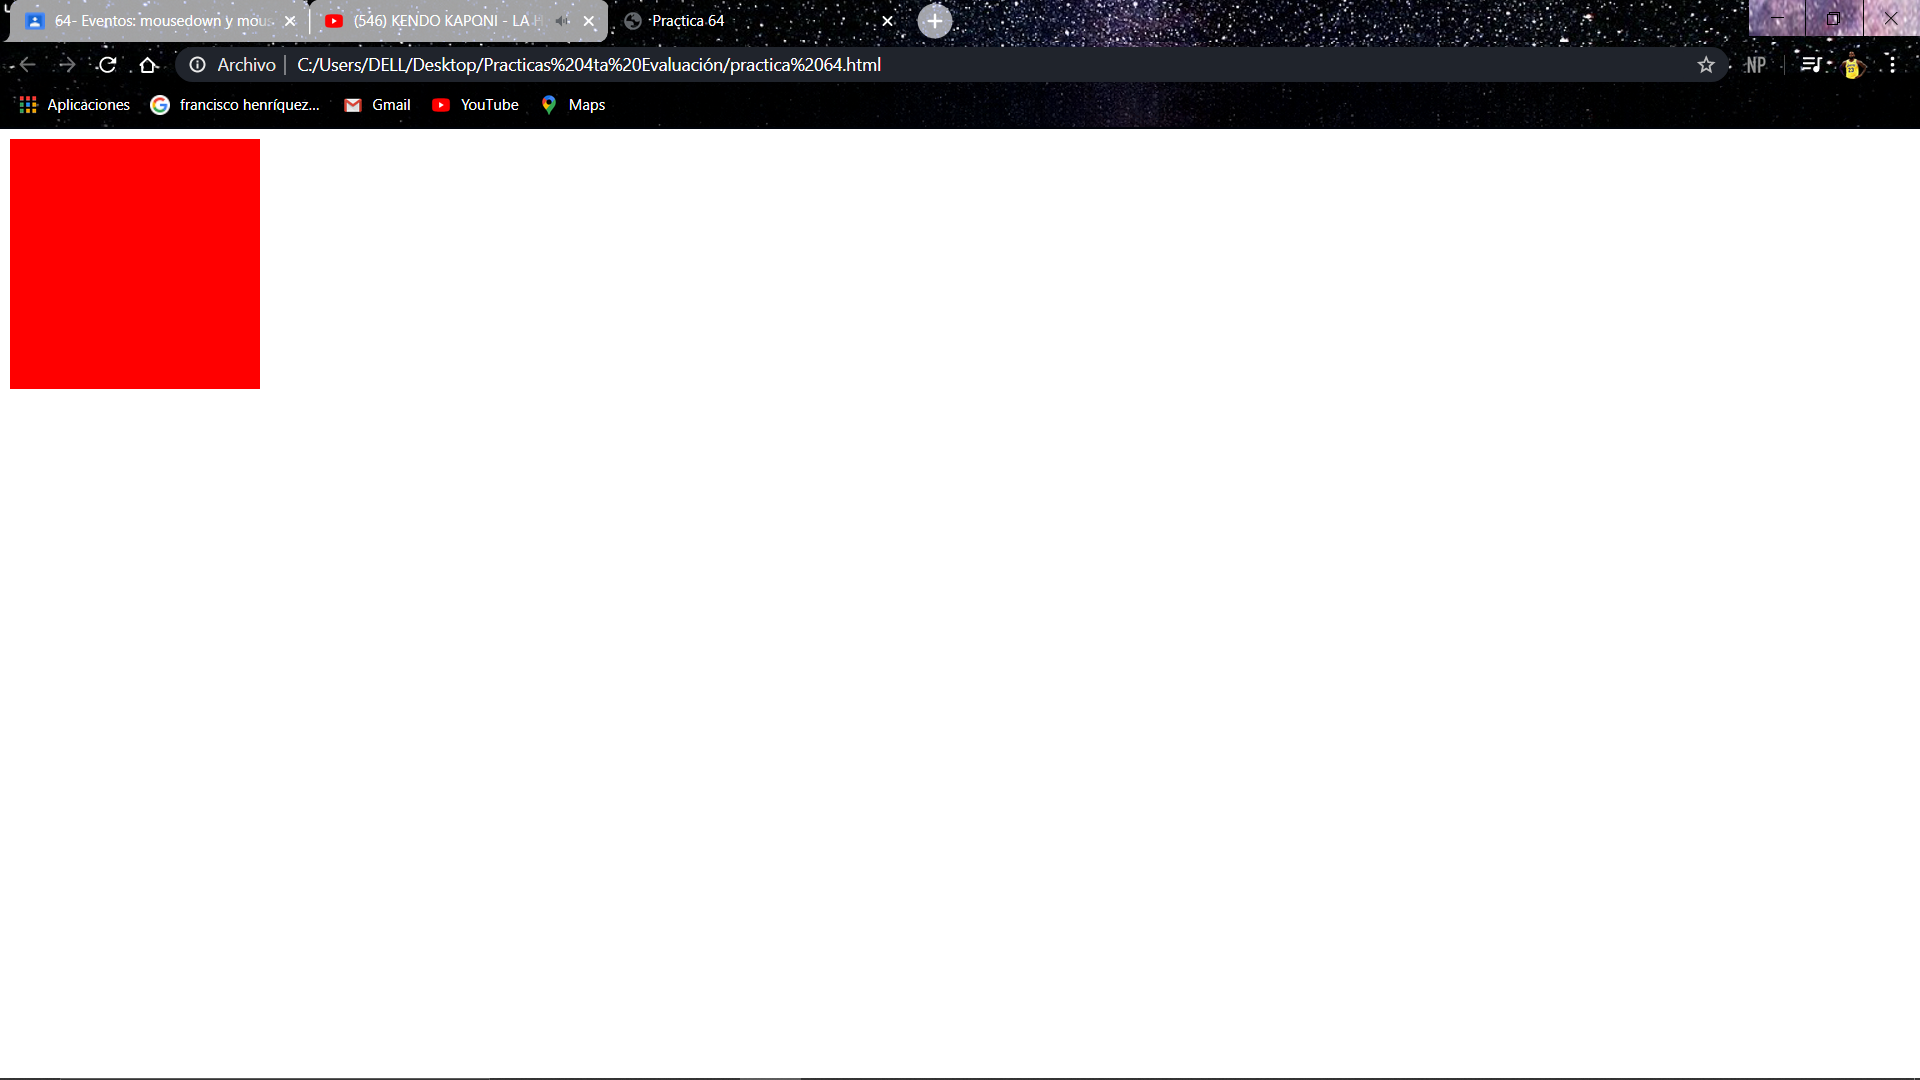 64- Eventos: mousedown y mous
(546) KENDO KAPONI - LA H
Practica 64
Archivo | C:/Users/DELL/Desktop/Practicas%204ta%20Evaluación/practica%2064.html
NP
Aplicaciones
francisco henríquez...
Gmail
YouTube
Maps